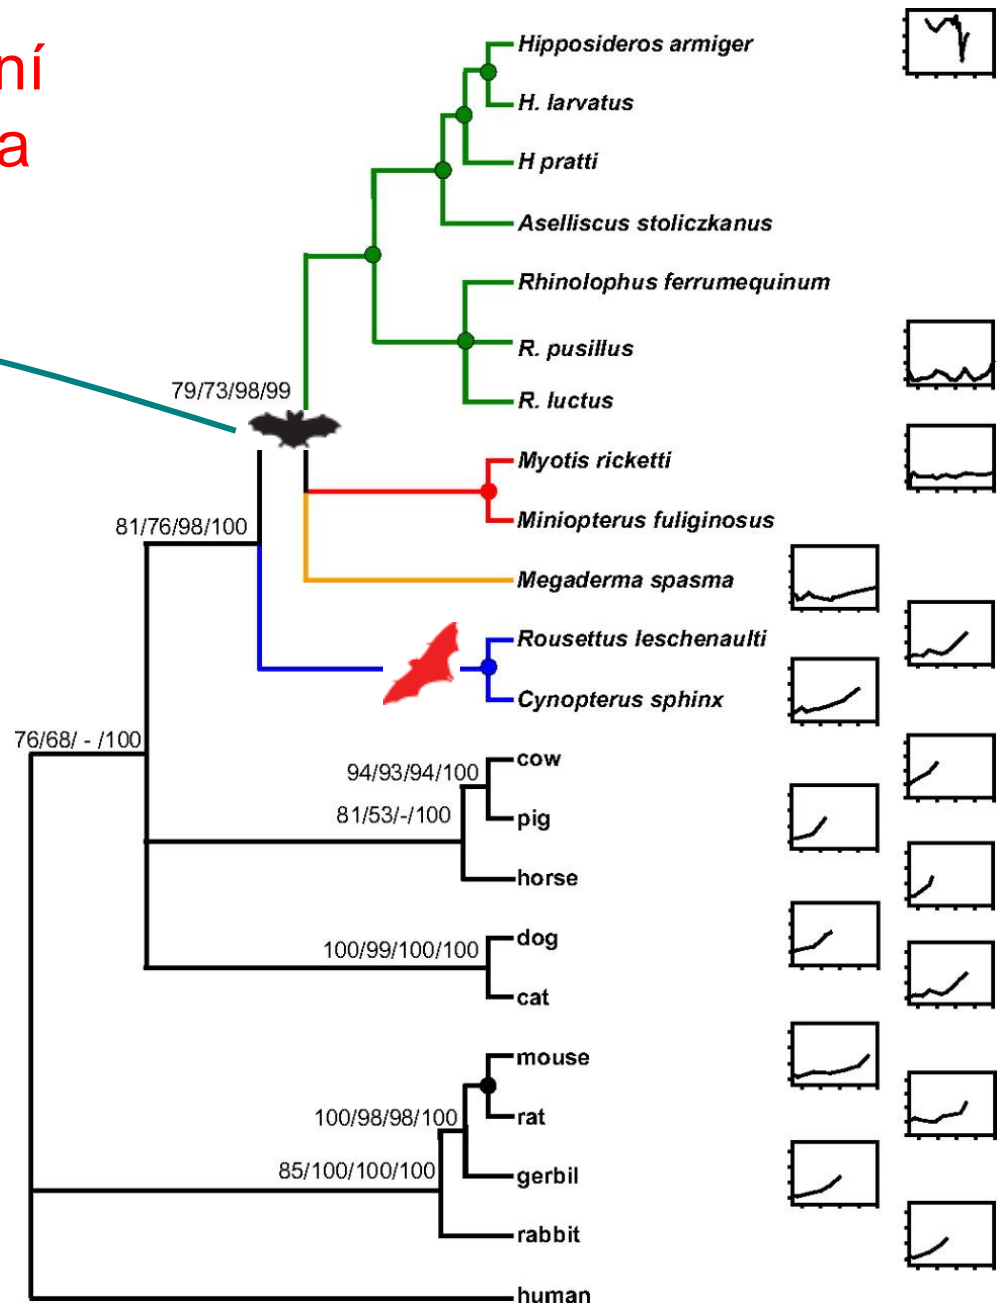 ní
a
Hipposideros armiger
H. larvatus
H pratti
Aselliscus stoliczkanus
Rhinolophus ferrumequinum
R. pusillus
R. luctus
79/73/98/99
Myotis ricketti
Miniopterus fuliginosus
81/76/98/100
Megaderma spasma
Rousettus leschenaulti
Cynopterus sphinx
76/68/ - /100
cow
94/93/94/100
81/53/-/100
pig
horse
dog
100/99/100/100
cat
mouse
100/98/98/100
rat
85/100/100/100
gerbil
rabbit
human